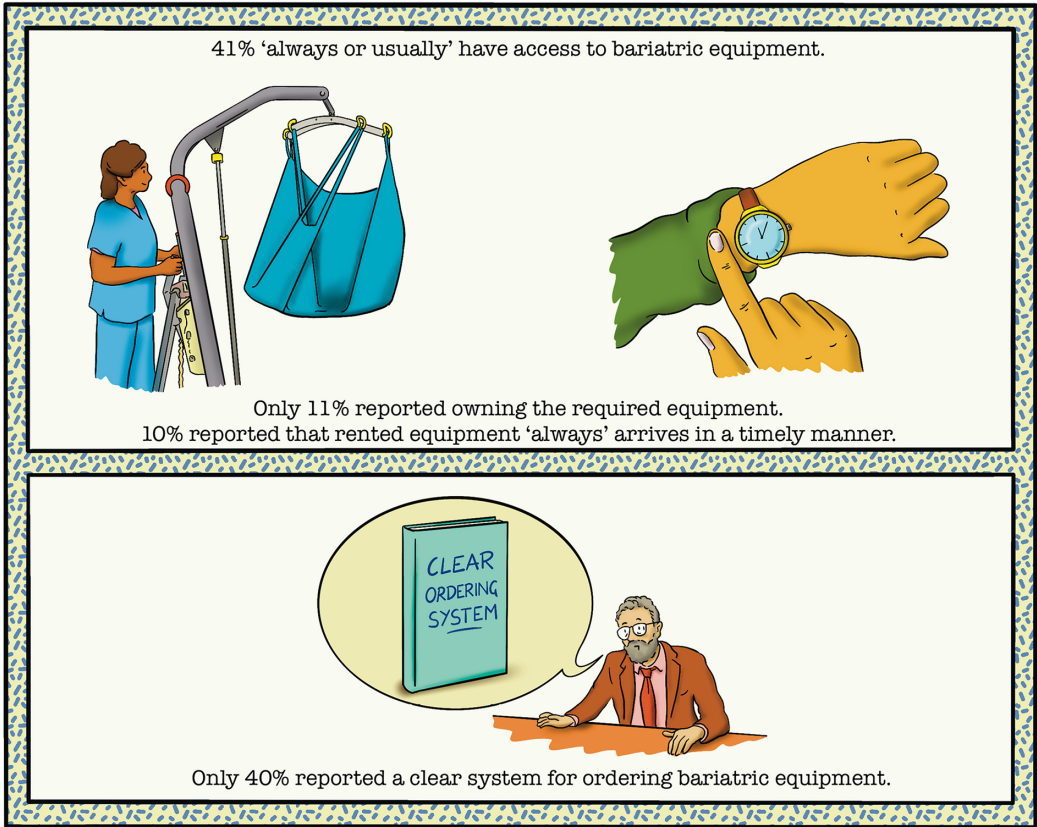 41% ‘always or usually’ have access to bariatric equipment.
Only 11% reported owning the required equipment.
10% reported that rented equipment ‘always’ arrives in a timely manner.
CLEAR
ORDERING
SYSTEM
Only 40% reported a clear system for ordering bariatric equipment.